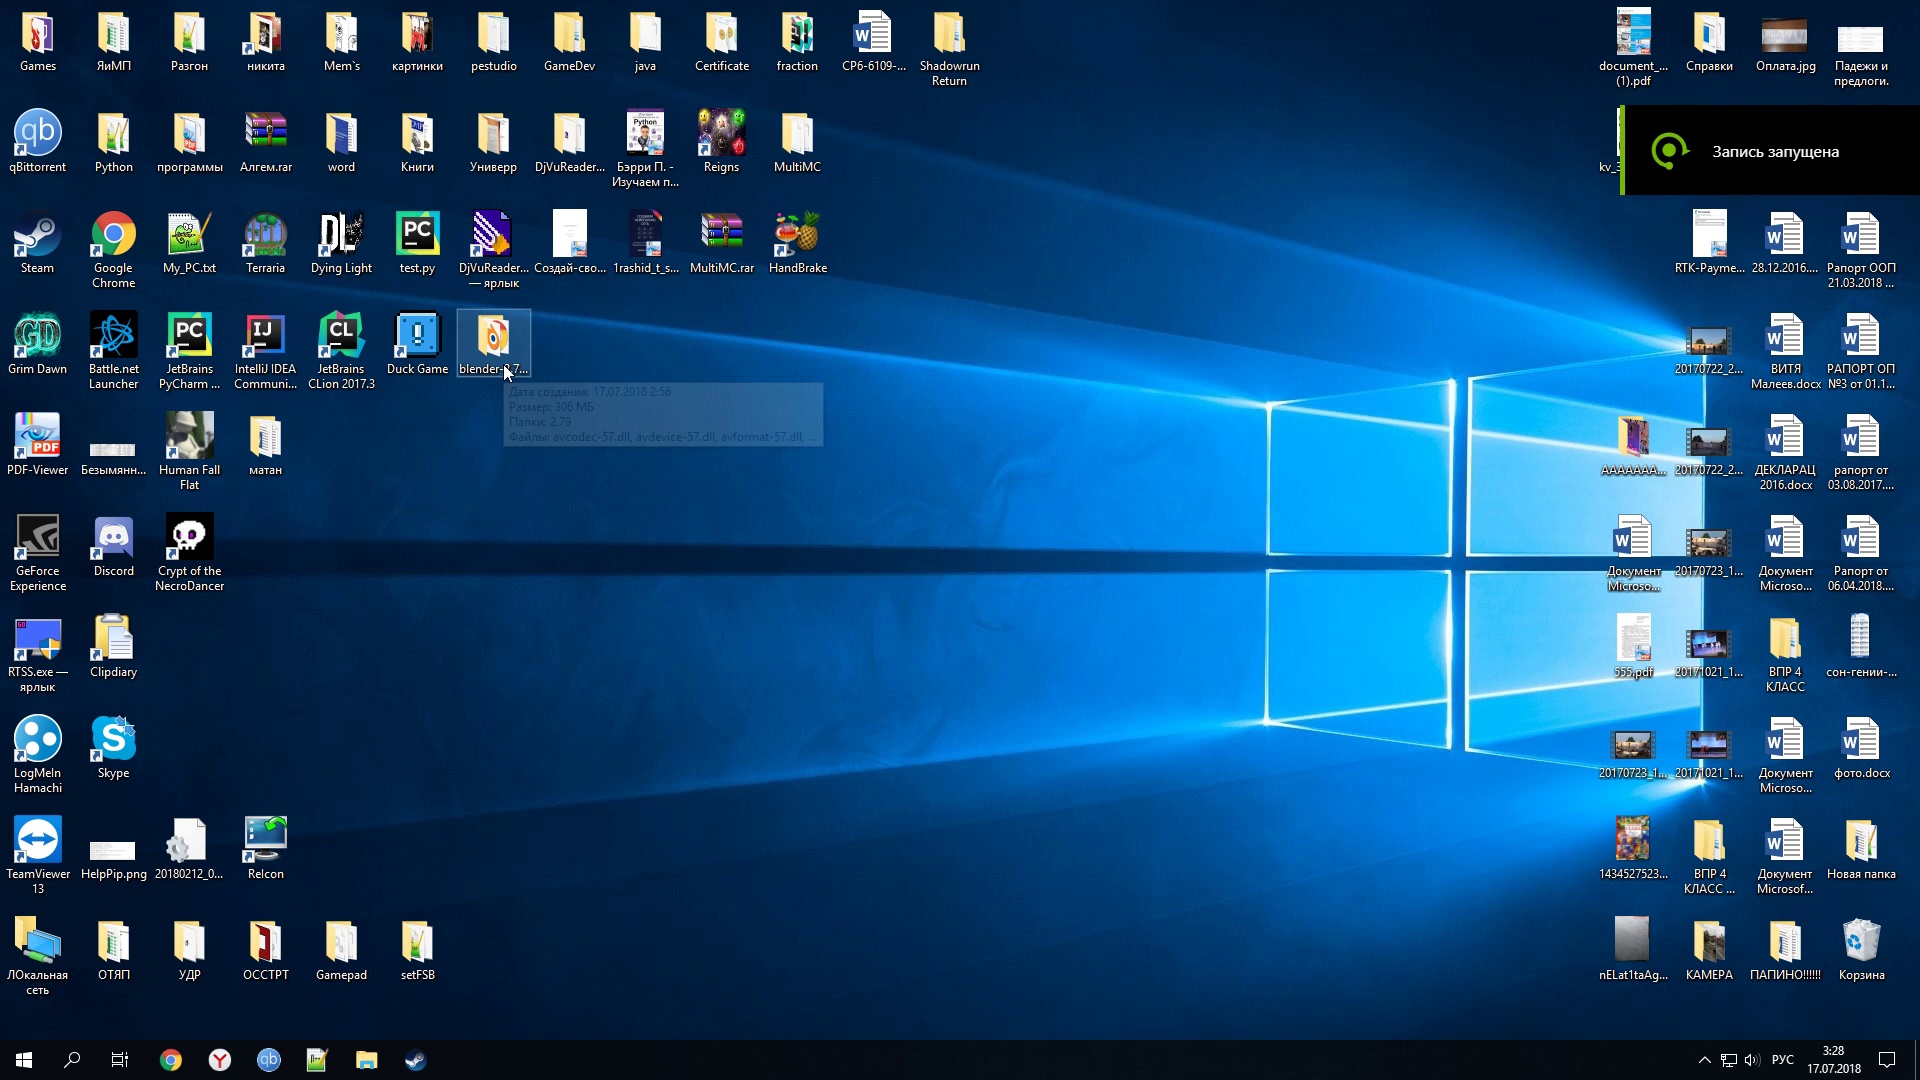 Games
ЯиМП
Разгон
никита
Mem`s
картинки
pestudio
GameDev
java
Certificate
fraction
СР6-6109-...
Shadowrun
Return
document_...
(1).pdf
Справки
Оплата.jpg
Падежи и
предлоги.
qBittorrent
Python
программы
Алгем.rar
word
Книги
Универр
DjVuReader...
Бэрри П. -
Изучаем п...
Reigns
MultiMC
Запись запущена
Steam
Google
Chrome
My_PC.txt
Terraria
Dying Light
test.py
DjVuReader...
— ярлык
Создай-сво...
1rashid_t_s...
MultiMC.rar
HandBrake
RTK-Payme...
28.12.2016....
Рапорт ООП
21.03.2018 ...
Grim Dawn
Battle.net
Launcher
JetBrains
PyCharm ...
IntelliJ IDEA
Communi...
JetBrains
CLion 2017.3
Duck Game
blender-2.7...
20170722_2...
ВИТЯ
Малеев.docx
РАПОРТ ОП
№3 от 01.1...
Дата создания: 17.07.2018 2:56
Размер: 306 МБ
Папки: 2.79
Файлы: avcodec-57.dll, avdevice-57.dll, avformat-57.dll, ...
PDF-Viewer
Безымянн...
Human Fall
Flat
матан
AAAAAAA...
20170722_2...
ДЕКЛАРАЦ
2016.docx
рапорт от
03.08.2017....
GeForce
Experience
Discord
Crypt of the
NecroDancer
Документ
Microso...
20170723_1...
Документ
Microso...
Рапорт от
06.04.2018....
RTSS.exe —
ярлык
Clipdiary
555.pdf
20171021_1...
ВПР 4
КЛАСС
сон-гении-...
LogMeIn
Hamachi
Skype
20170723_1...
20171021_1...
Документ
Microso...
фото.docx
TeamViewer
13
HelpPip.png
20180212_0...
Relcon
1434527523...
ВПР 4
КЛАСС ...
Документ
Microsof...
Новая папка
ЛОкальная
сеть
ОТЯП
УДР
ОССТРТ
Gamepad
setFSB
nELat1taAg...
КАМЕРА
ПАПИНО!!!!!!
Корзина
РУС
3:28
17.07.2018